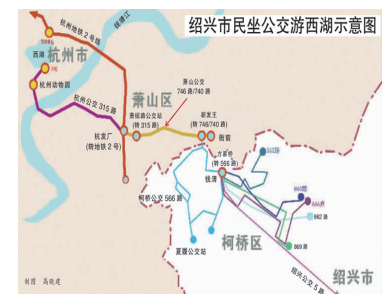 绍兴市民坐公交游西湖示意图
杭州地铁2号线
钱塘江
杭州市
西湖
杭州动物园
杭州公交315路
萧山区
萧山公交
746路/740路
萧绍路公交站
(转315路)
新发王
(转746/740路)
衙前
杭发厂
(转地铁2号)
方家桥
(转566路)
钱清
柯桥公交566路
862路
869路
柯桥区
夏履公交站
绍兴公交5路
绍兴市
制图 高晓建